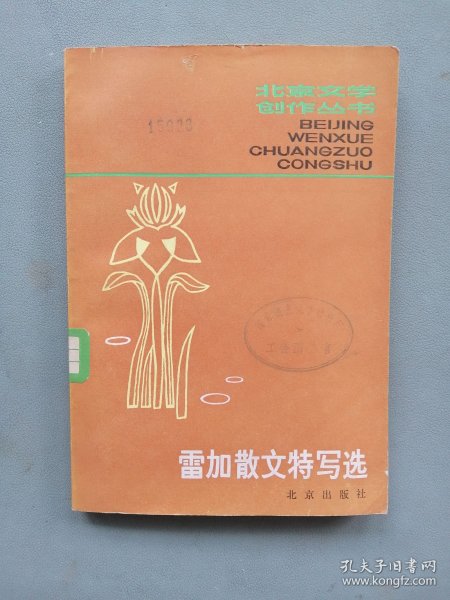 北京文学
创作丛书
BEIJING
WENXUE
CHUANGZUO
CONGSHU
雷加散文特写选
北京出版社
孔夫子旧书网
www.kongfz.com